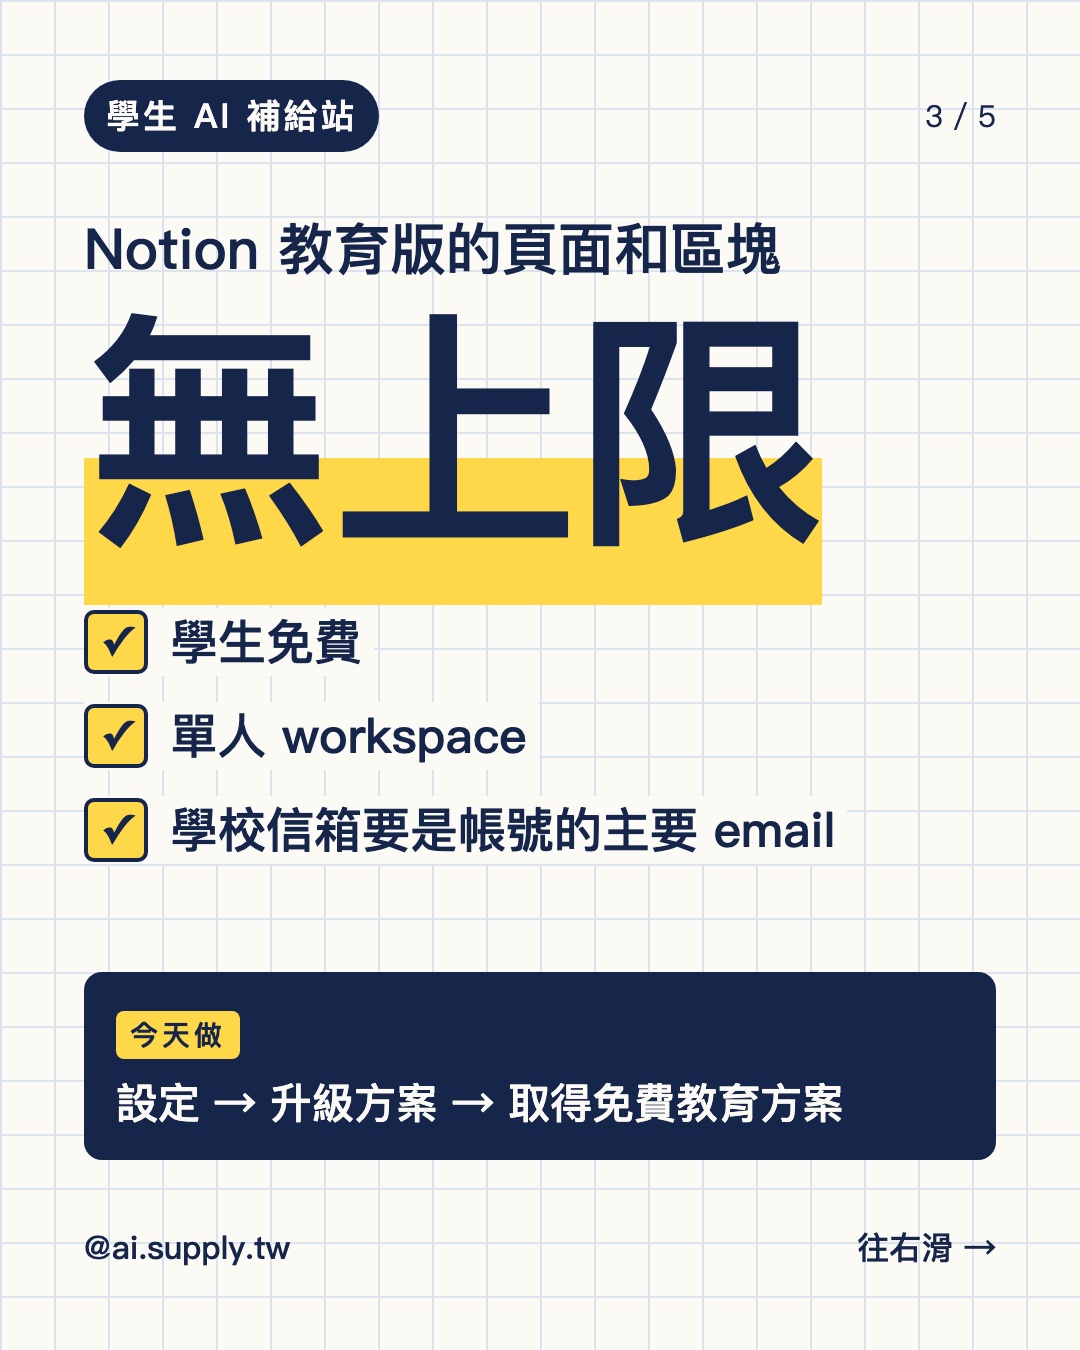 學生 AI 補給站
3 / 5
Notion 教育版的頁面和區塊
無上限
✓ 學生免費
✓ 單人 workspace
✓ 學校信箱要是帳號的主要 email
今天做
設定 → 升級方案 → 取得免費教育方案
@ai.supply.tw
往右滑 →